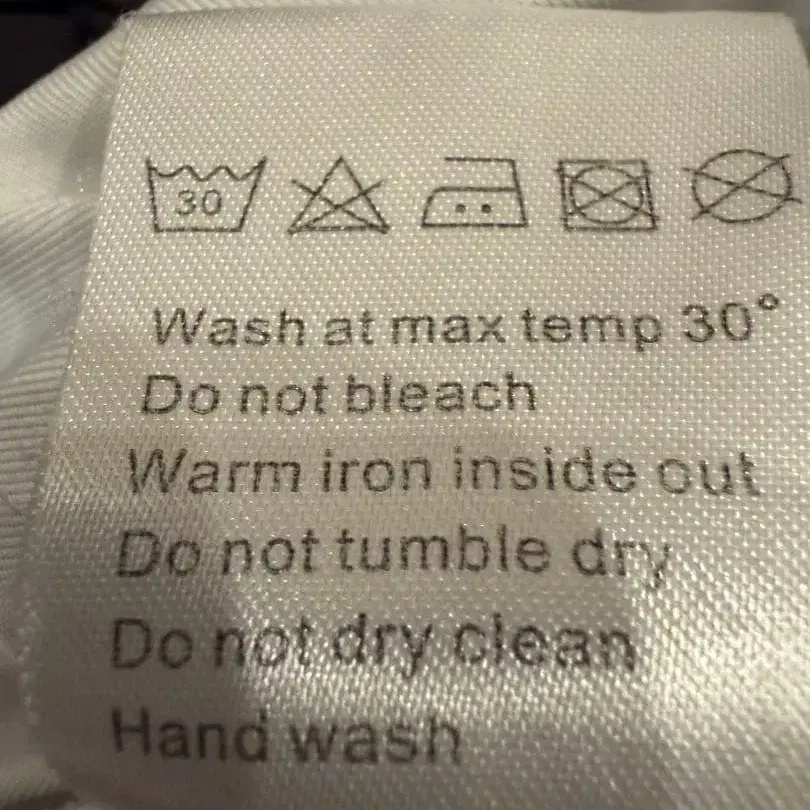 30
Wash at max temp 30°
Do not bleach
Warm iron inside out
Do not tumble dry
Do not dry clean
Hand wash